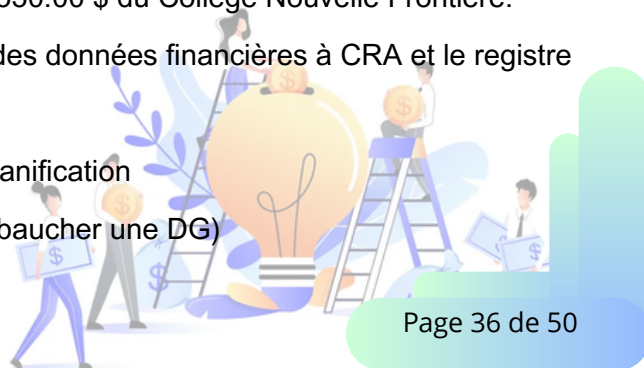 350.00 $ du Collège Nouvelle Frontière.
des données financières à CRA et le registre
anification
baucher une DG)
Page 36 de 50